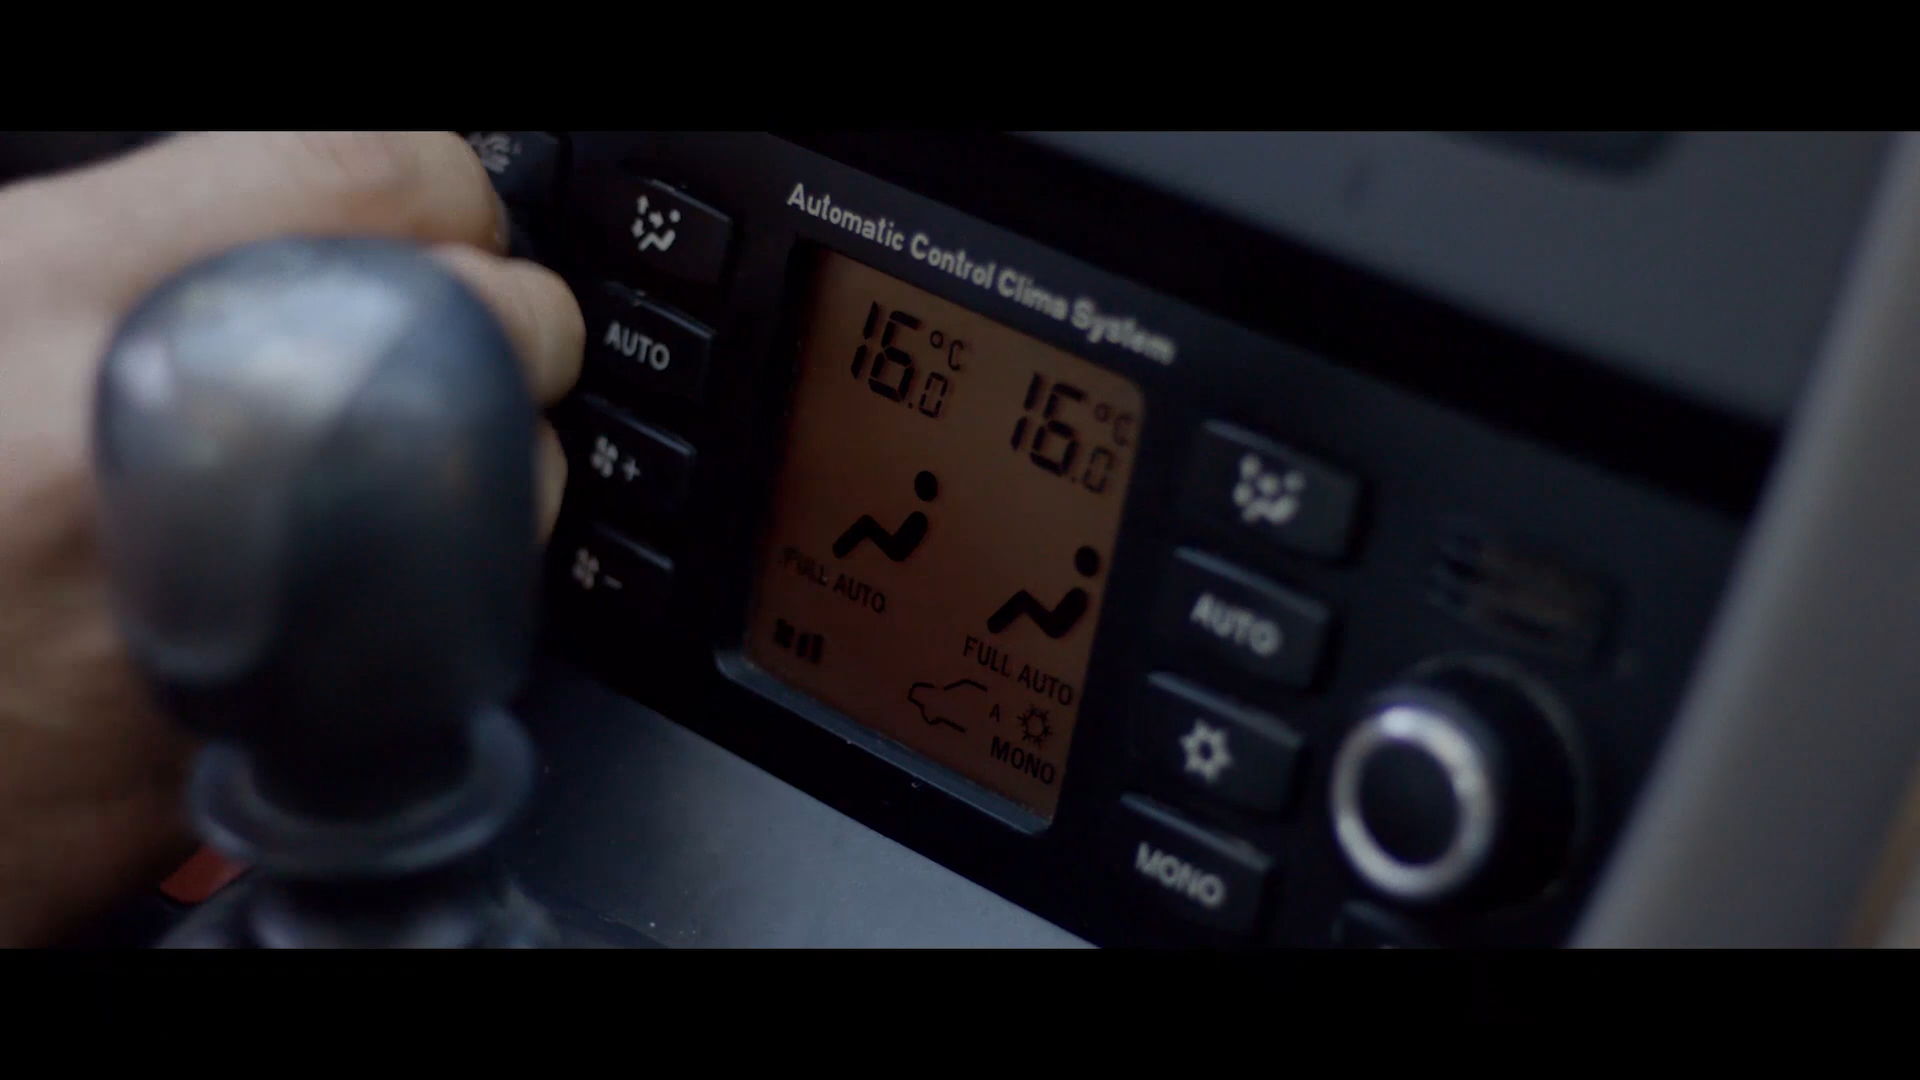 Automatic Control Clima System
AUTO
16.0 °C
16.0 °C
FULL AUTO
FULL AUTO
A
MONO
AUTO
MONO